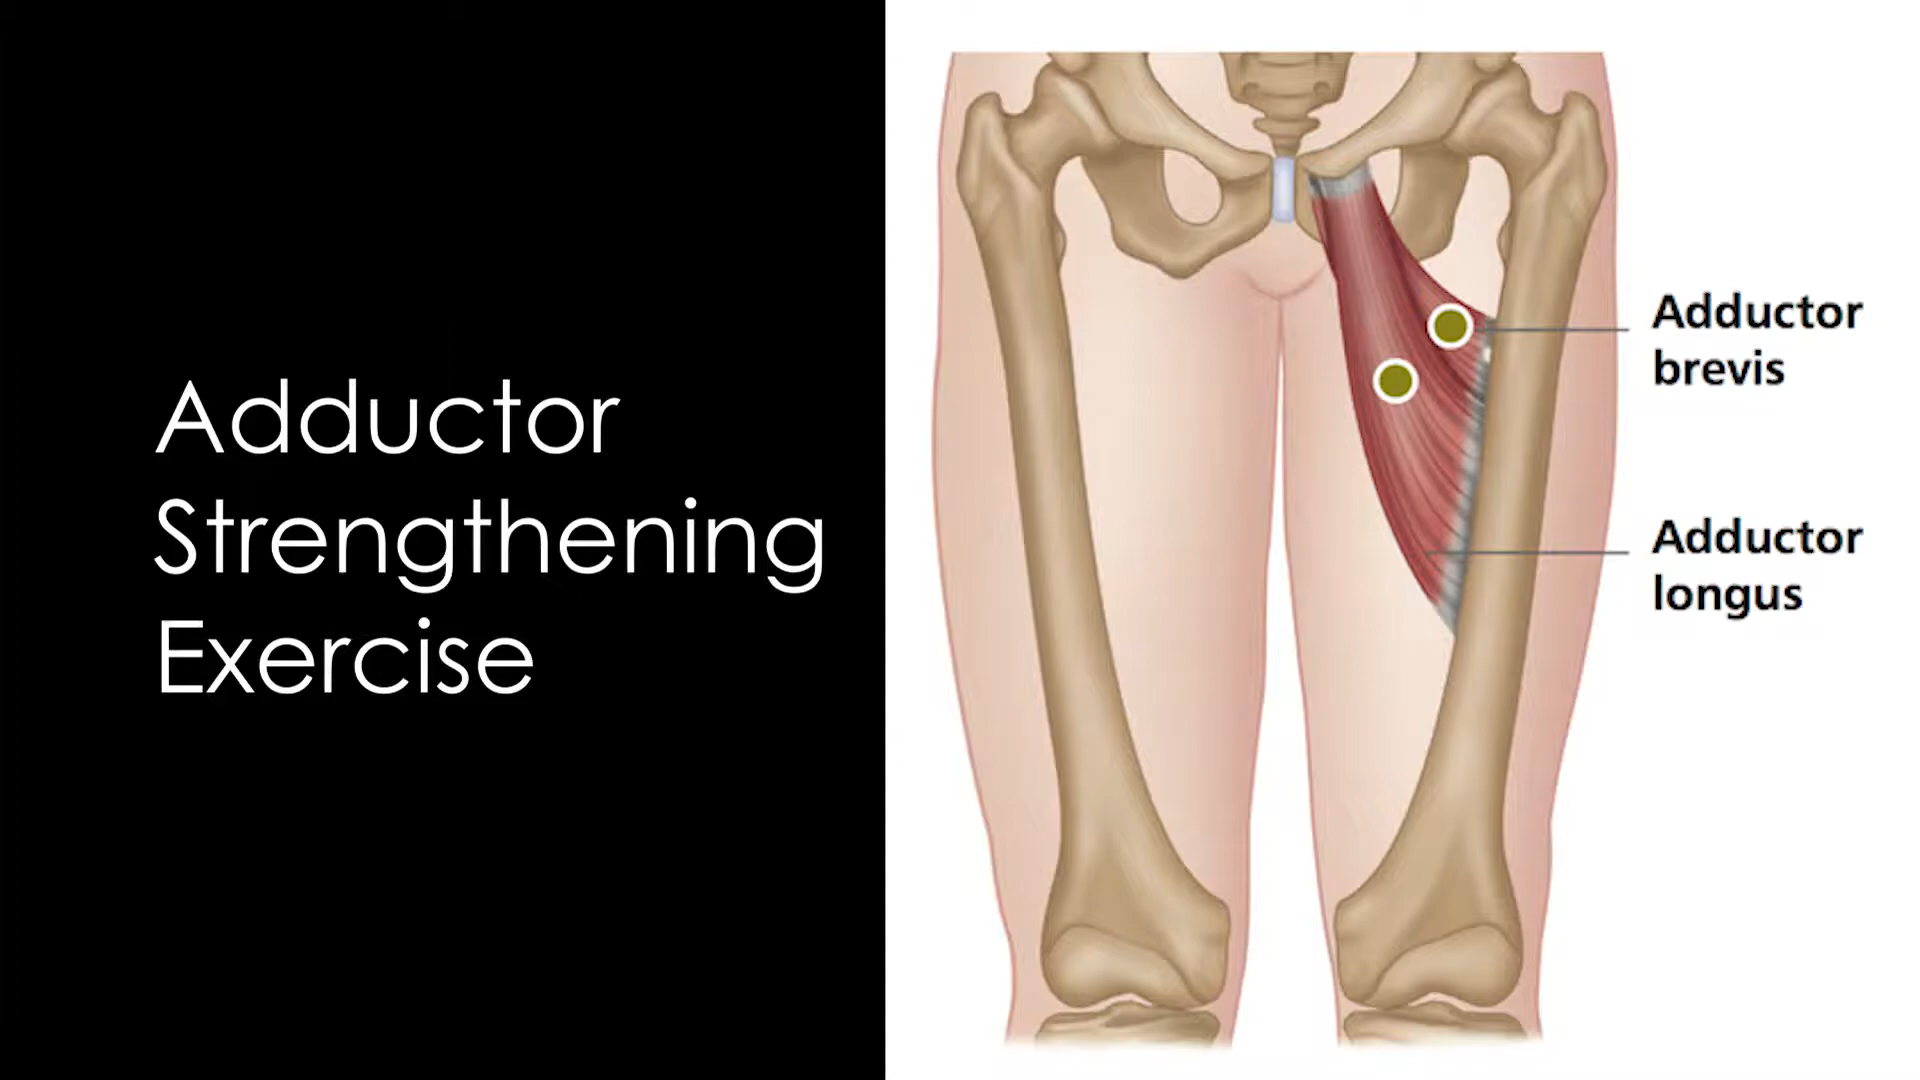 Adductor
Strengthening
Exercise
Adductor
brevis
Adductor
longus